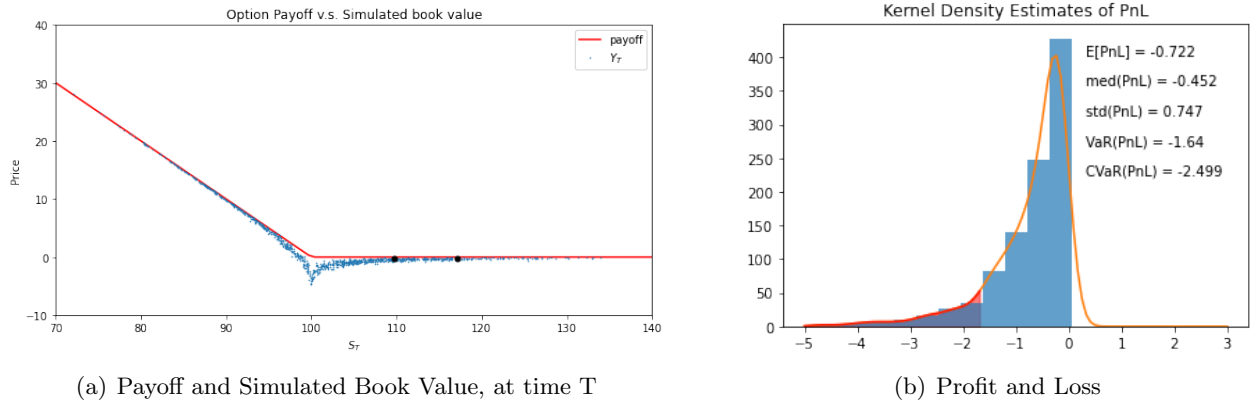 Option Payoff v.s. Simulated book value
payoff
Y_T
Price
40
30
20
10
0
−10
70
80
90
100
110
120
130
140
S_T
(a) Payoff and Simulated Book Value, at time T
Kernel Density Estimates of PnL
E[PnL] = -0.722
med(PnL) = -0.452
std(PnL) = 0.747
VaR(PnL) = -1.64
CVaR(PnL) = -2.499
400
350
300
250
200
150
100
50
0
−5
−4
−3
−2
−1
0
1
2
3
(b) Profit and Loss